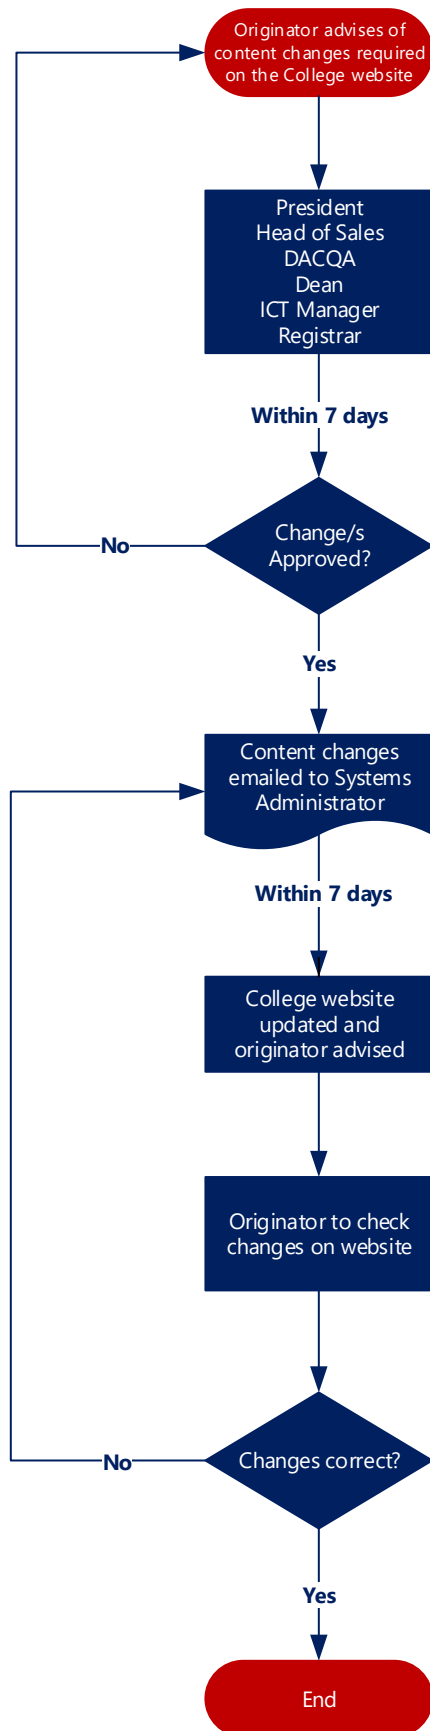 Originator advises of
content changes required
on the College website
President
Head of Sales
DACQA
Dean
ICT Manager
Registrar
Within 7 days
Change/s
Approved?
No
Yes
Content changes
emailed to Systems
Administrator
Within 7 days
College website
updated and
originator advised
Originator to check
changes on website
Changes correct?
No
Yes
End